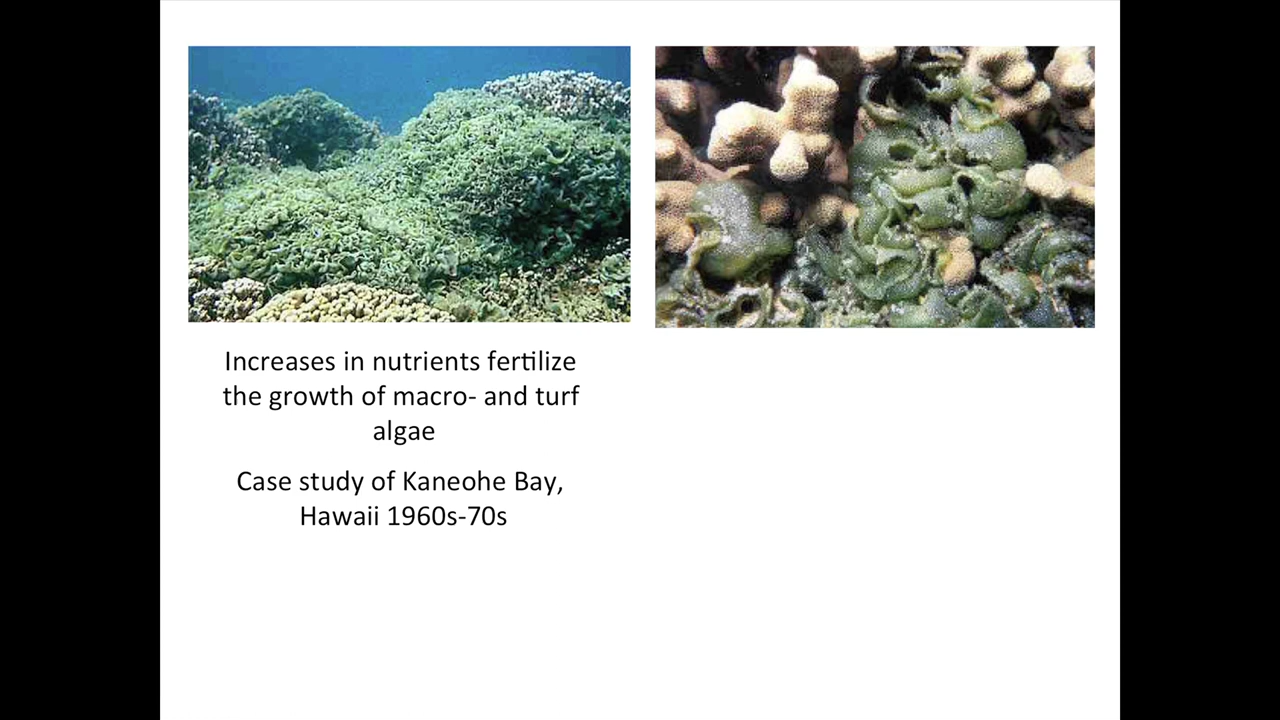 Increases in nutrients fertilize
the growth of macro- and turf
algae
Case study of Kaneohe Bay,
Hawaii 1960s-70s